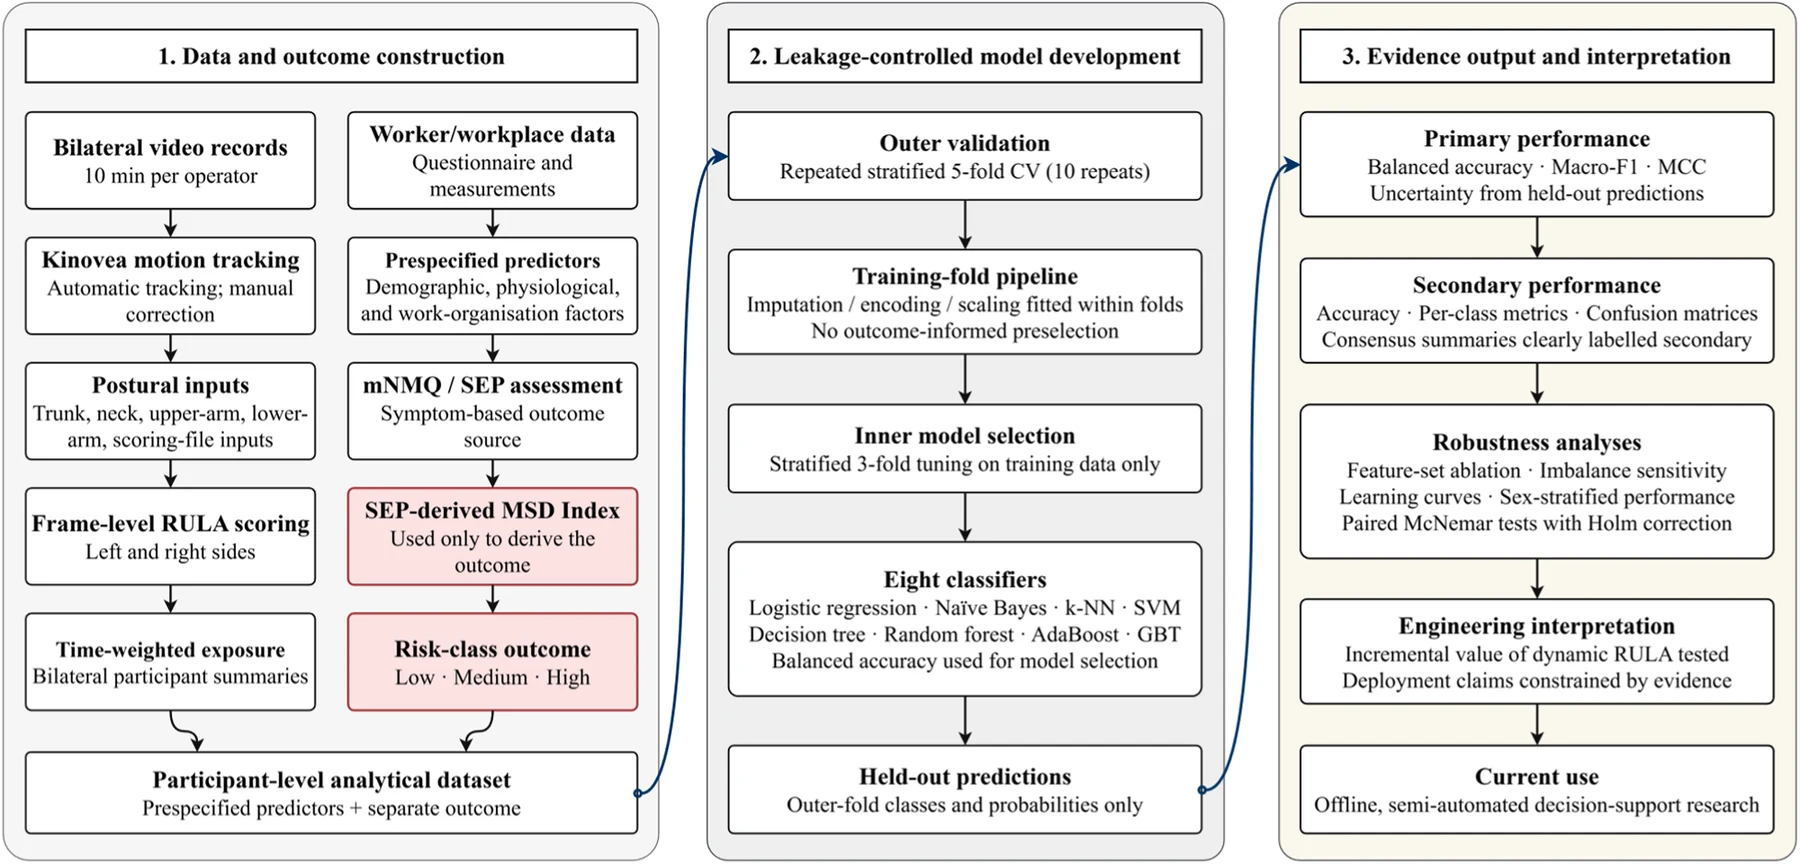 1. Data and outcome construction
Bilateral video records
10 min per operator
Kinovea motion tracking
Automatic tracking; manual
correction
Postural inputs
Trunk, neck, upper-arm, lower-
arm, scoring-file inputs
Frame-level RULA scoring
Left and right sides
Time-weighted exposure
Bilateral participant summaries
Worker/workplace data
Questionnaire and
measurements
Prespecified predictors
Demographic, physiological,
and work-organisation factors
mNMQ / SEP assessment
Symptom-based outcome
source
SEP-derived MSD Index
Used only to derive the
outcome
Risk-class outcome
Low · Medium · High
Participant-level analytical dataset
Prespecified predictors + separate outcome
2. Leakage-controlled model development
Outer validation
Repeated stratified 5-fold CV (10 repeats)
Training-fold pipeline
Imputation / encoding / scaling fitted within folds
No outcome-informed preselection
Inner model selection
Stratified 3-fold tuning on training data only
Eight classifiers
Logistic regression · Naïve Bayes · k-NN · SVM
Decision tree · Random forest · AdaBoost · GBT
Balanced accuracy used for model selection
Held-out predictions
Outer-fold classes and probabilities only
3. Evidence output and interpretation
Primary performance
Balanced accuracy · Macro-F1 · MCC
Uncertainty from held-out predictions
Secondary performance
Accuracy · Per-class metrics · Confusion matrices
Consensus summaries clearly labelled secondary
Robustness analyses
Feature-set ablation · Imbalance sensitivity
Learning curves · Sex-stratified performance
Paired McNemar tests with Holm correction
Engineering interpretation
Incremental value of dynamic RULA tested
Deployment claims constrained by evidence
Current use
Offline, semi-automated decision-support research